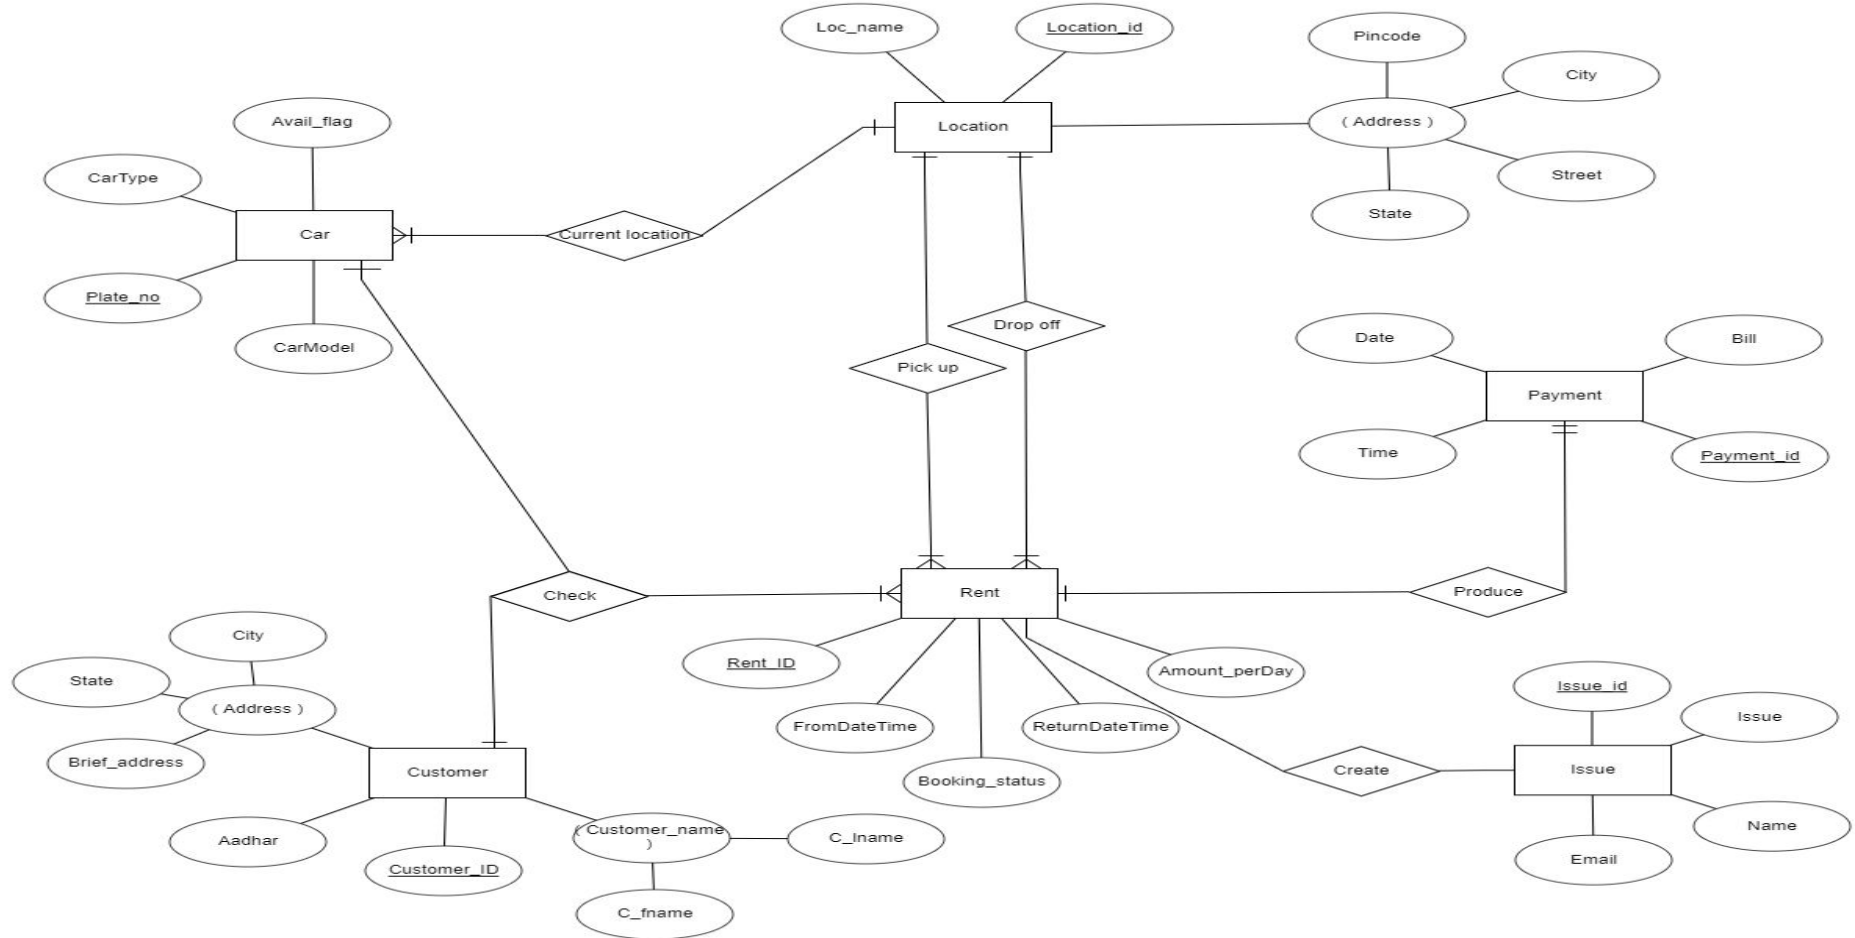 Loc_name
Location_id
Pincode
City
Avail_flag
Location
( Address )
CarType
Street
State
Car
Current location
Plate_no
Drop off
Date
Bill
CarModel
Pick up
Payment
Time
Payment_id
Check
Rent
Produce
City
Rent_ID
Amount_perDay
State
( Address )
FromDateTime
ReturnDateTime
Issue_id
Issue
Brief_address
Customer
Booking_status
Create
Issue
Aadhar
Customer_ID
( Customer_name
)
C_lname
Name
Email
C_fname